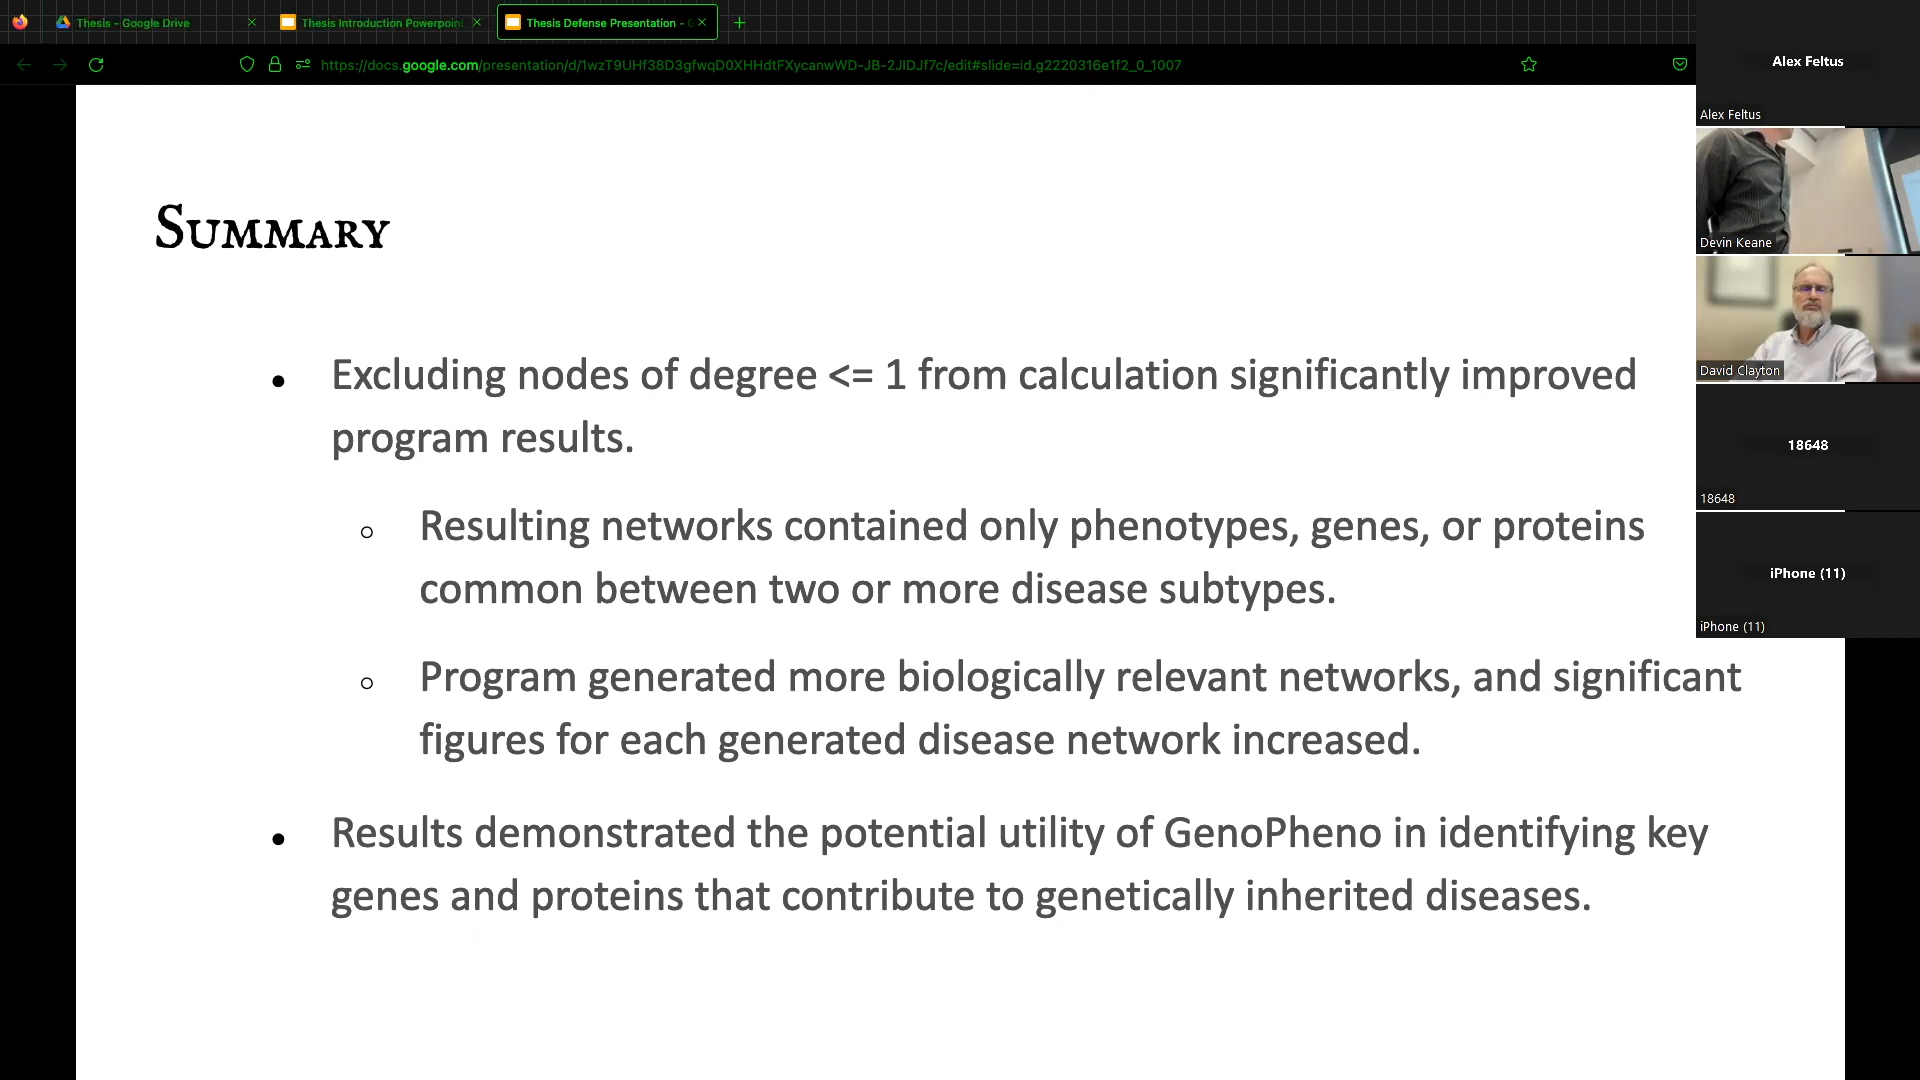 Thesis - Google Drive
Thesis Introduction Powerpoin
Thesis Defense Presentation -
https://docs.google.com/presentation/d/1wzT9UHf38D3gfwqD0XHHdtFXycanwWD-JB-2JIDJf7c/edit#slide=id.g2220316e1f2_0_1007
Alex Feltus
Alex Feltus
Devin Keane
David Clayton
18648
18648
iPhone (11)
iPhone (11)
Summary
• Excluding nodes of degree <= 1 from calculation significantly improved
program results.
○ Resulting networks contained only phenotypes, genes, or proteins
common between two or more disease subtypes.
○ Program generated more biologically relevant networks, and significant
figures for each generated disease network increased.
• Results demonstrated the potential utility of GenoPheno in identifying key
genes and proteins that contribute to genetically inherited diseases.